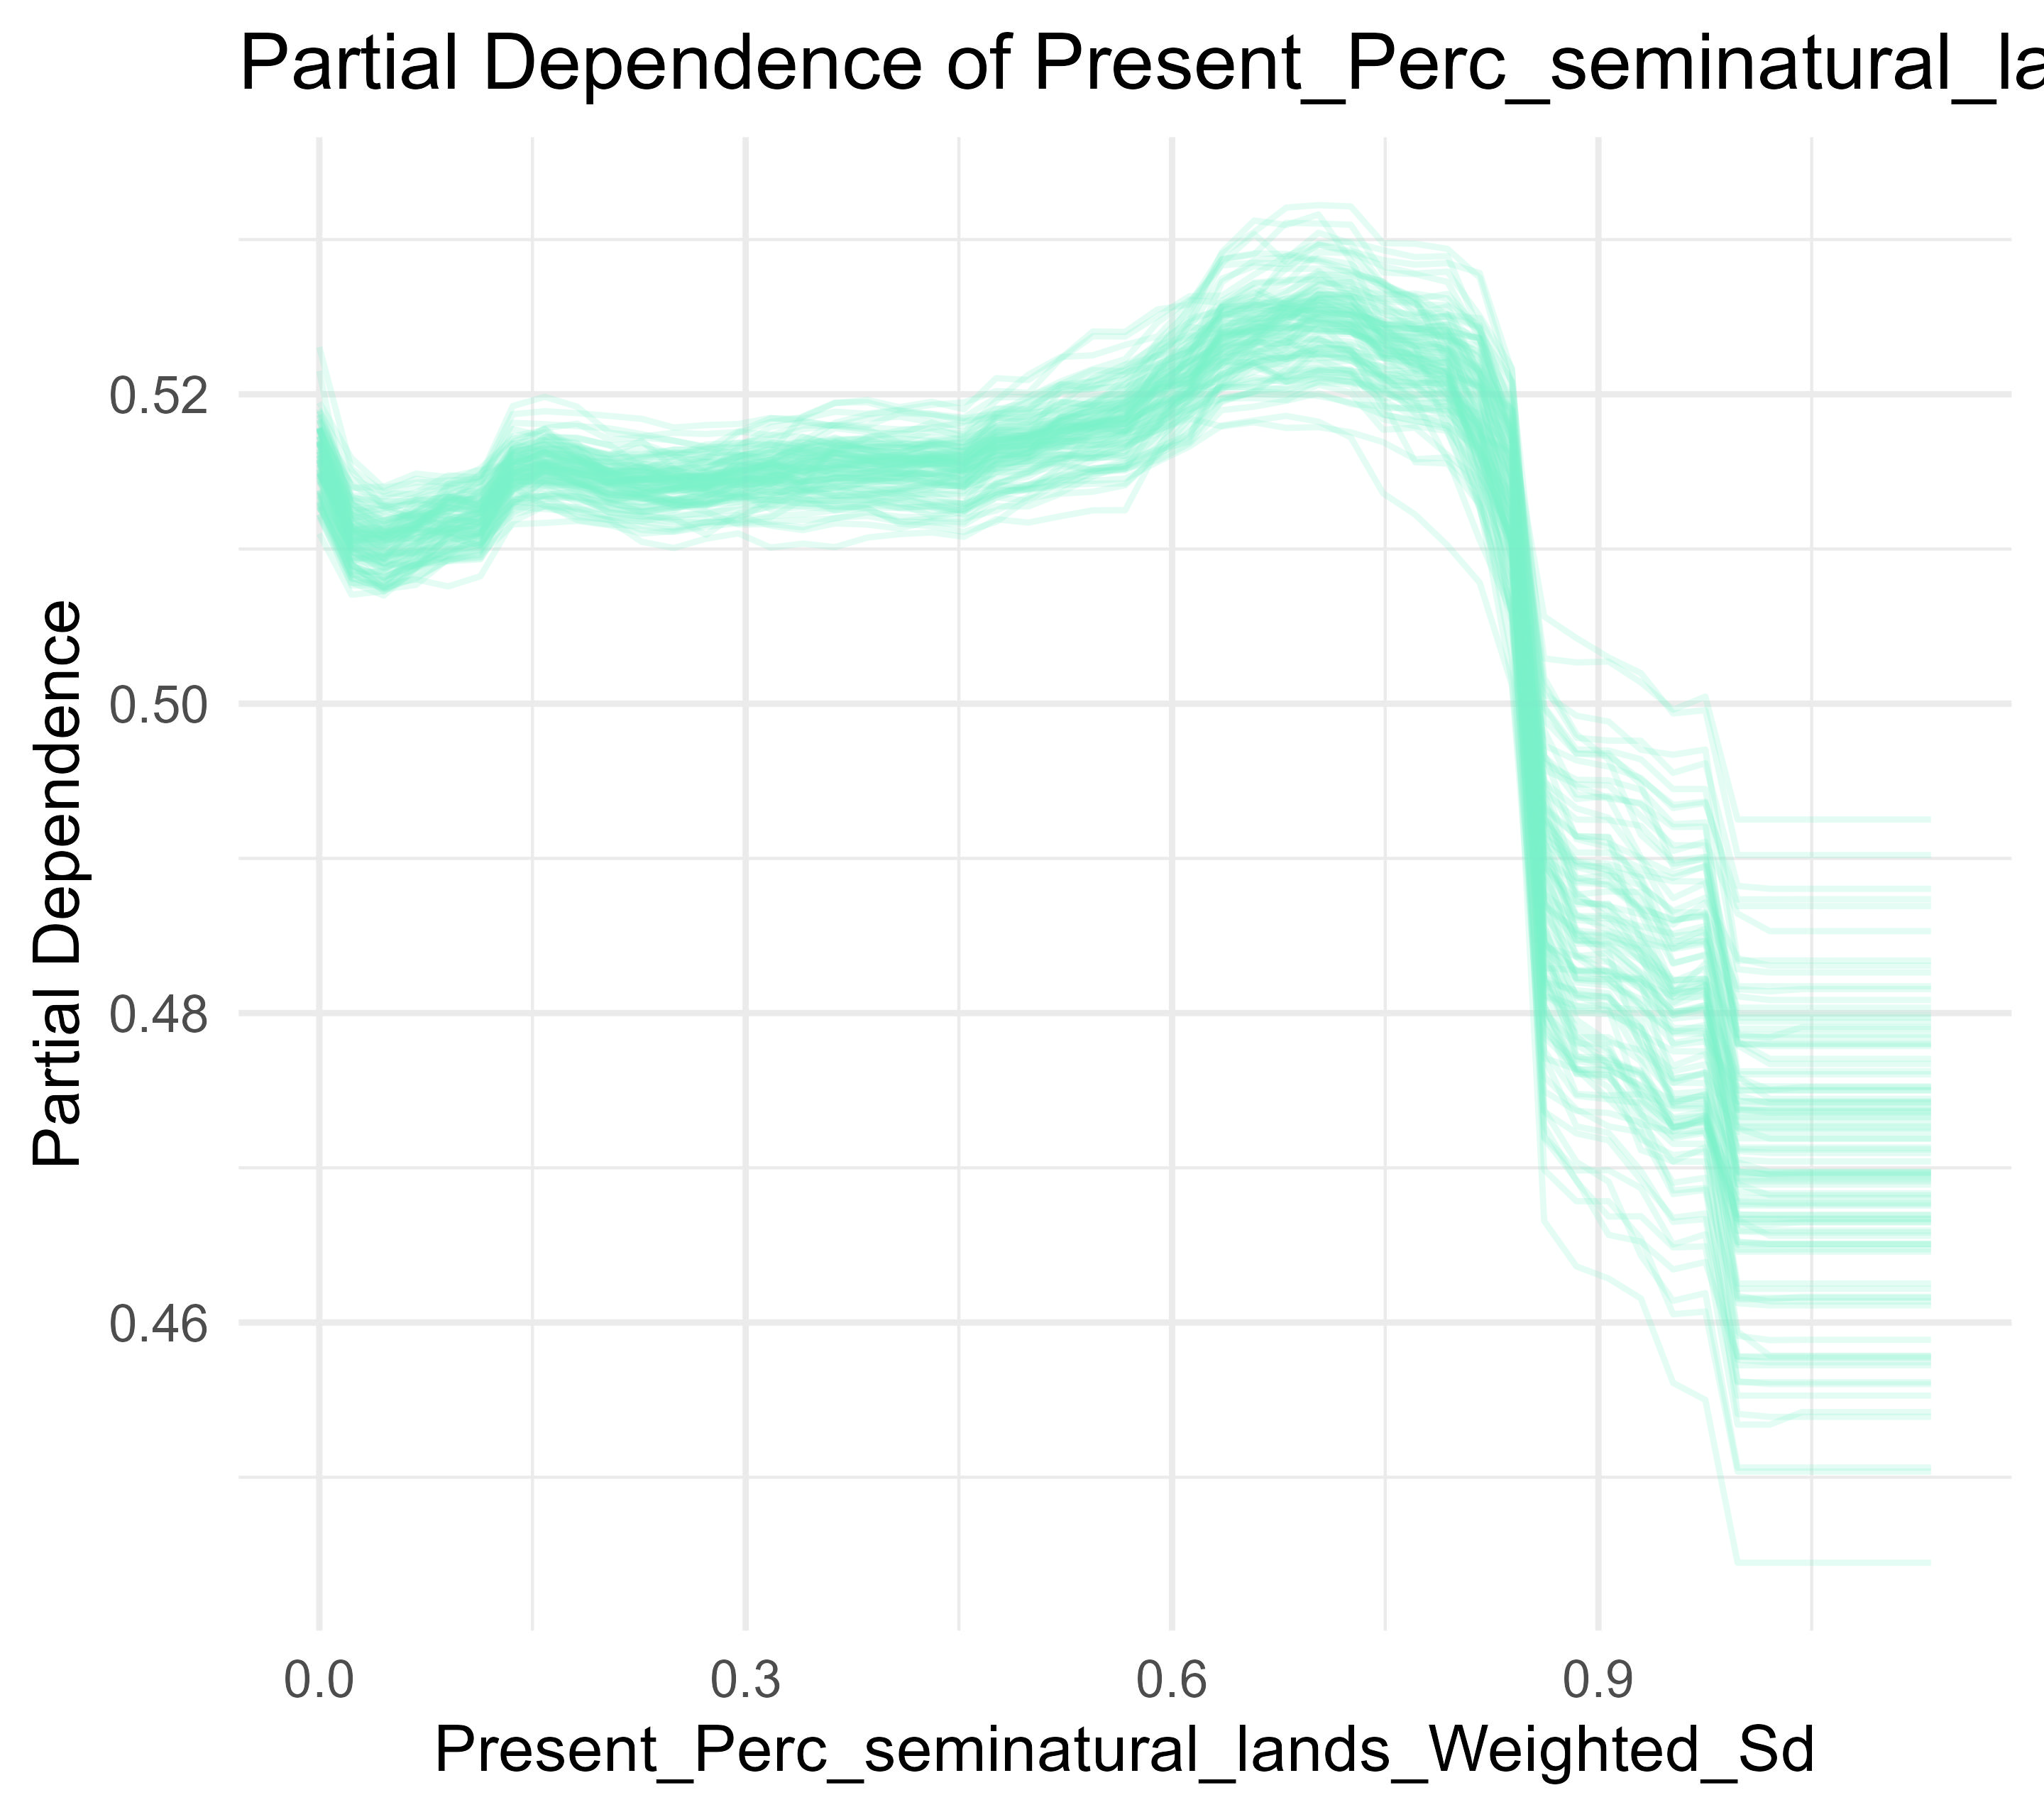 Partial Dependence of Present_Perc_seminatural_la
Partial Dependence
0.52
0.50
0.48
0.46
0.0 0.3 0.6 0.9
Present_Perc_seminatural_lands_Weighted_Sd